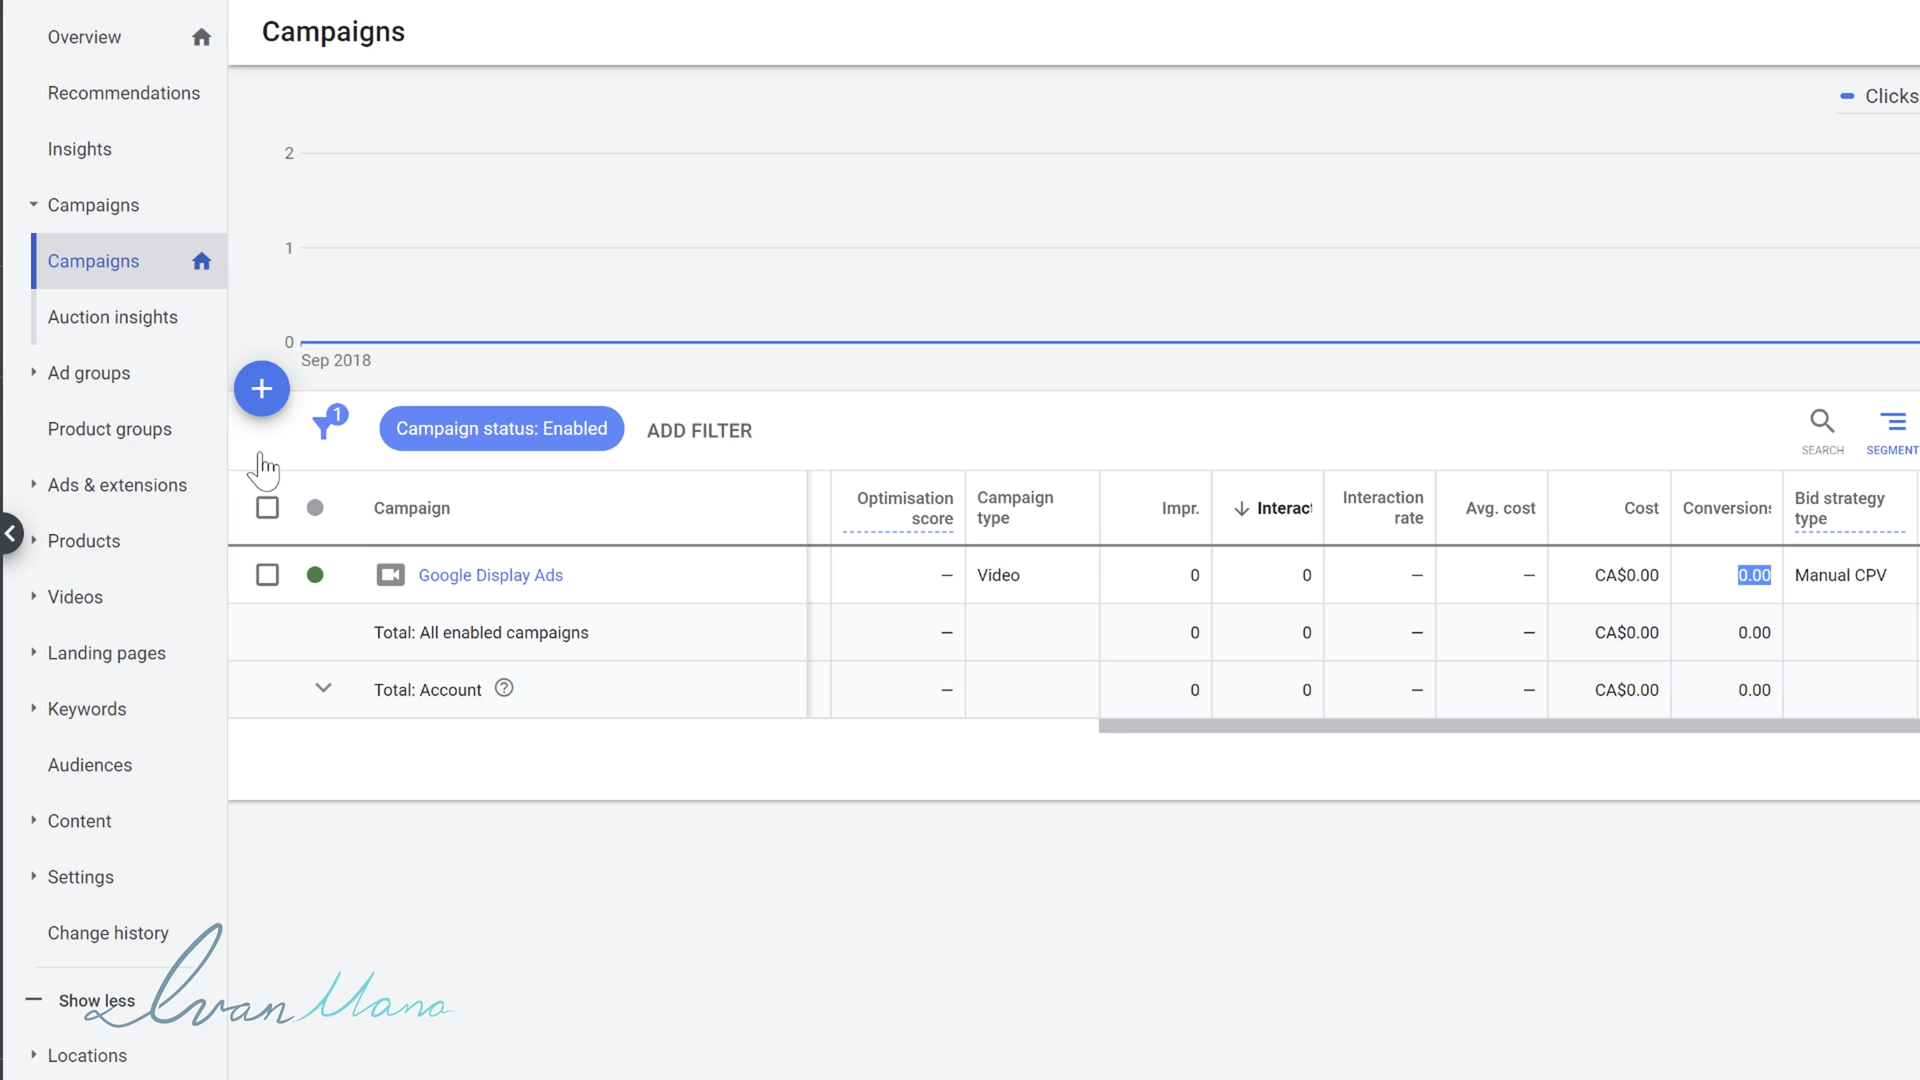 Overview
Recommendations
Insights
Campaigns
Campaigns
Auction insights
Ad groups
Product groups
Ads & extensions
Products
Videos
Landing pages
Keywords
Audiences
Content
Settings
Change history
Show less
Locations
Campaigns
Clicks
2
1
0
Sep 2018
1
Campaign status: Enabled
ADD FILTER
SEARCH
SEGMENT
Campaign
Optimisation
score
Campaign
type
Impr.
Interact
Interaction
rate
Avg. cost
Cost
Conversions
Bid strategy
type
Google Display Ads – Video 0 0 – – CA$0.00 0.00 Manual CPV
Total: All enabled campaigns – 0 0 – – CA$0.00 0.00
Total: Account ? – 0 0 – – CA$0.00 0.00
Ivan Mana